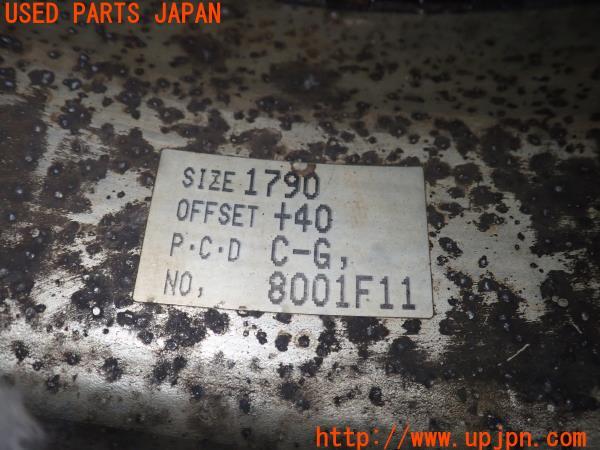 USED PARTS JAPAN
SIZE 1790
OFFSET +40
P·C·D C-G,
NO, 8001F11
http://www.upjpn.com